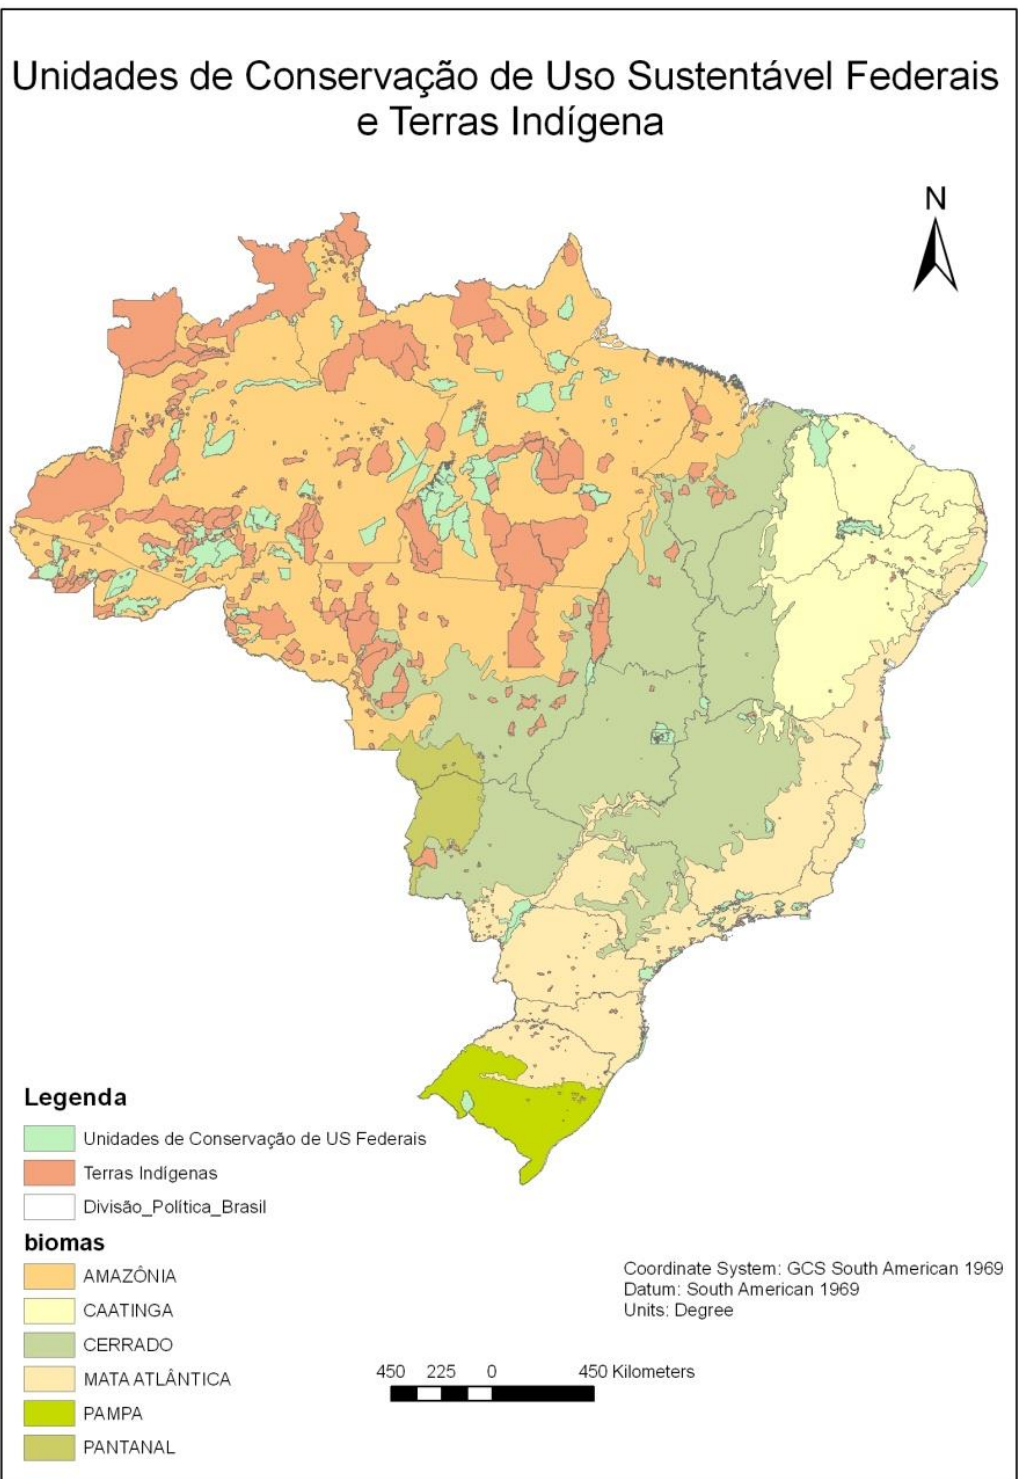 Unidades de Conservação de Uso Sustentável Federais
e Terras Indígena
N
Legenda
Unidades de Conservação de US Federais
Terras Indígenas
Divisão_Política_Brasil
biomas
AMAZÔNIA
CAATINGA
CERRADO
MATA ATLÂNTICA
PAMPA
PANTANAL
Coordinate System: GCS South American 1969
Datum: South American 1969
Units: Degree
450 225 0 450 Kilometers